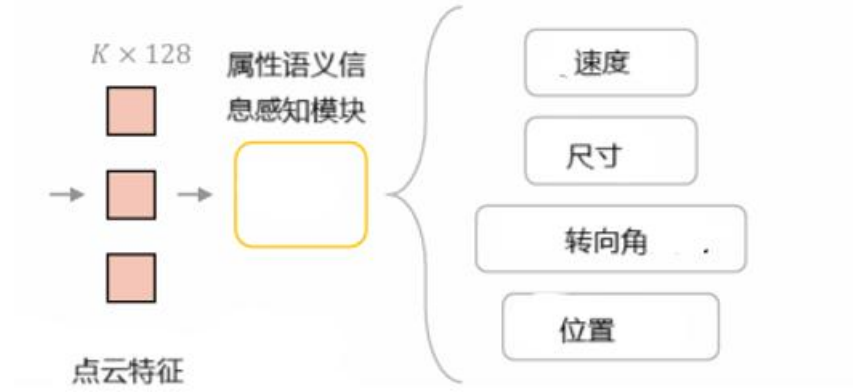 K × 128
属性语义信
息感知模块
点云特征
速度
尺寸
转向角
位置